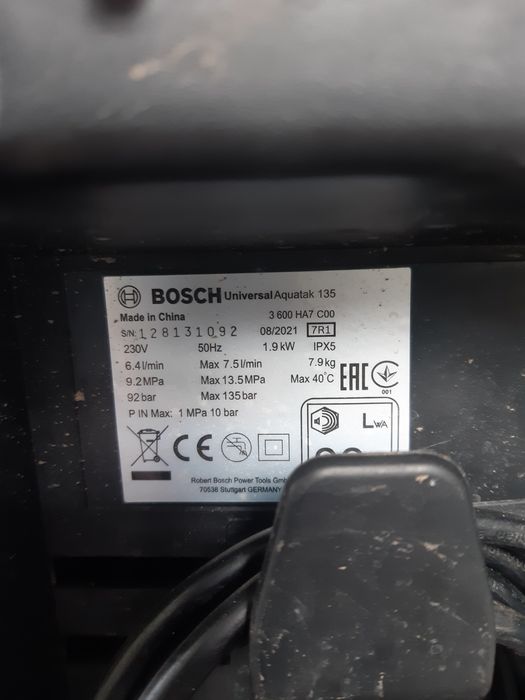 BOSCH Universal Aquatak 135
Made in China 3 600 HA7 C00
S/N: 128131092 08/2021 7R1
230V 50Hz 1.9 kW IPX5
6.4 l/min Max 7.5 l/min 7.9 kg
9.2 MPa Max 13.5 MPa Max 40°C EAC
92 bar Max 135 bar 001
P IN Max: 1 MPa 10 bar
CE LWA
Robert Bosch Power Tools GmbH
70538 Stuttgart GERMANY